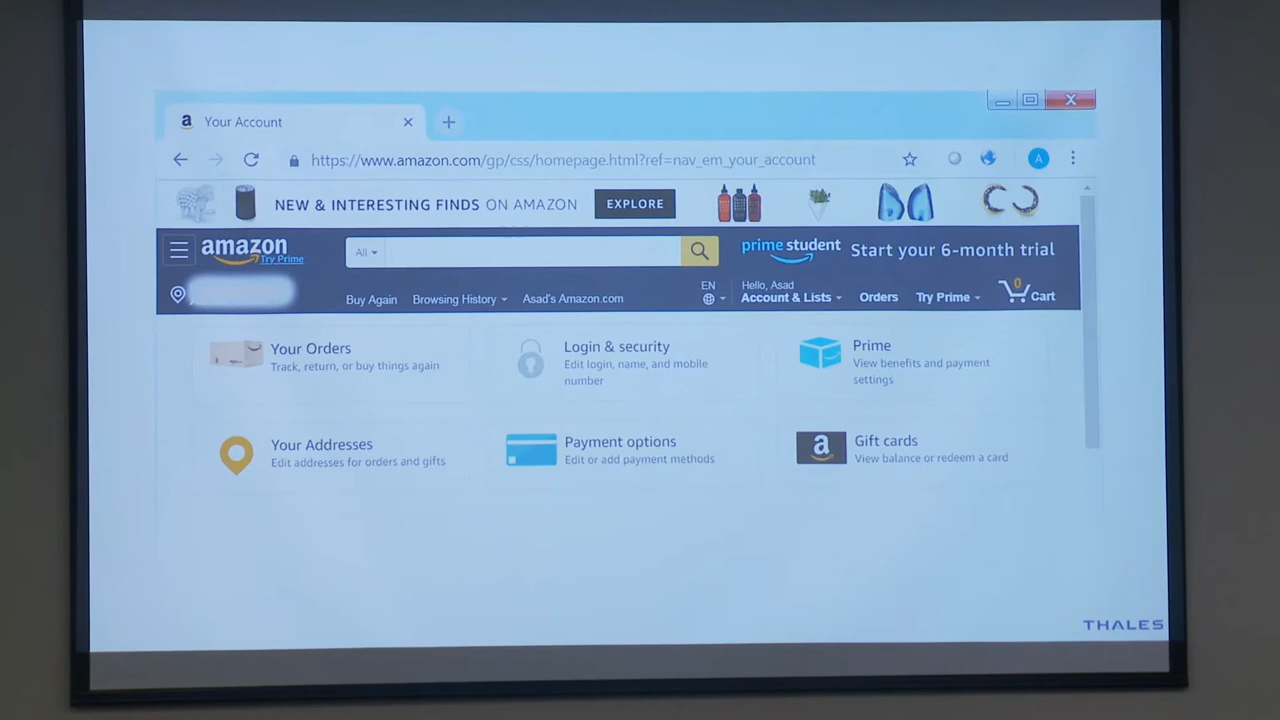 a Your Account
https://www.amazon.com/gp/css/homepage.html?ref=nav_em_your_account
A
NEW & INTERESTING FINDS ON AMAZON EXPLORE
amazon Try Prime
All
prime student Start your 6-month trial
Buy Again Browsing History Asad's Amazon.com
EN
Hello, Asad
Account & Lists Orders Try Prime
0
Cart
Your Orders
Track, return, or buy things again
Login & security
Edit login, name, and mobile
number
Prime
View benefits and payment
settings
Your Addresses
Edit addresses for orders and gifts
Payment options
Edit or add payment methods
a
Gift cards
View balance or redeem a card
THALES